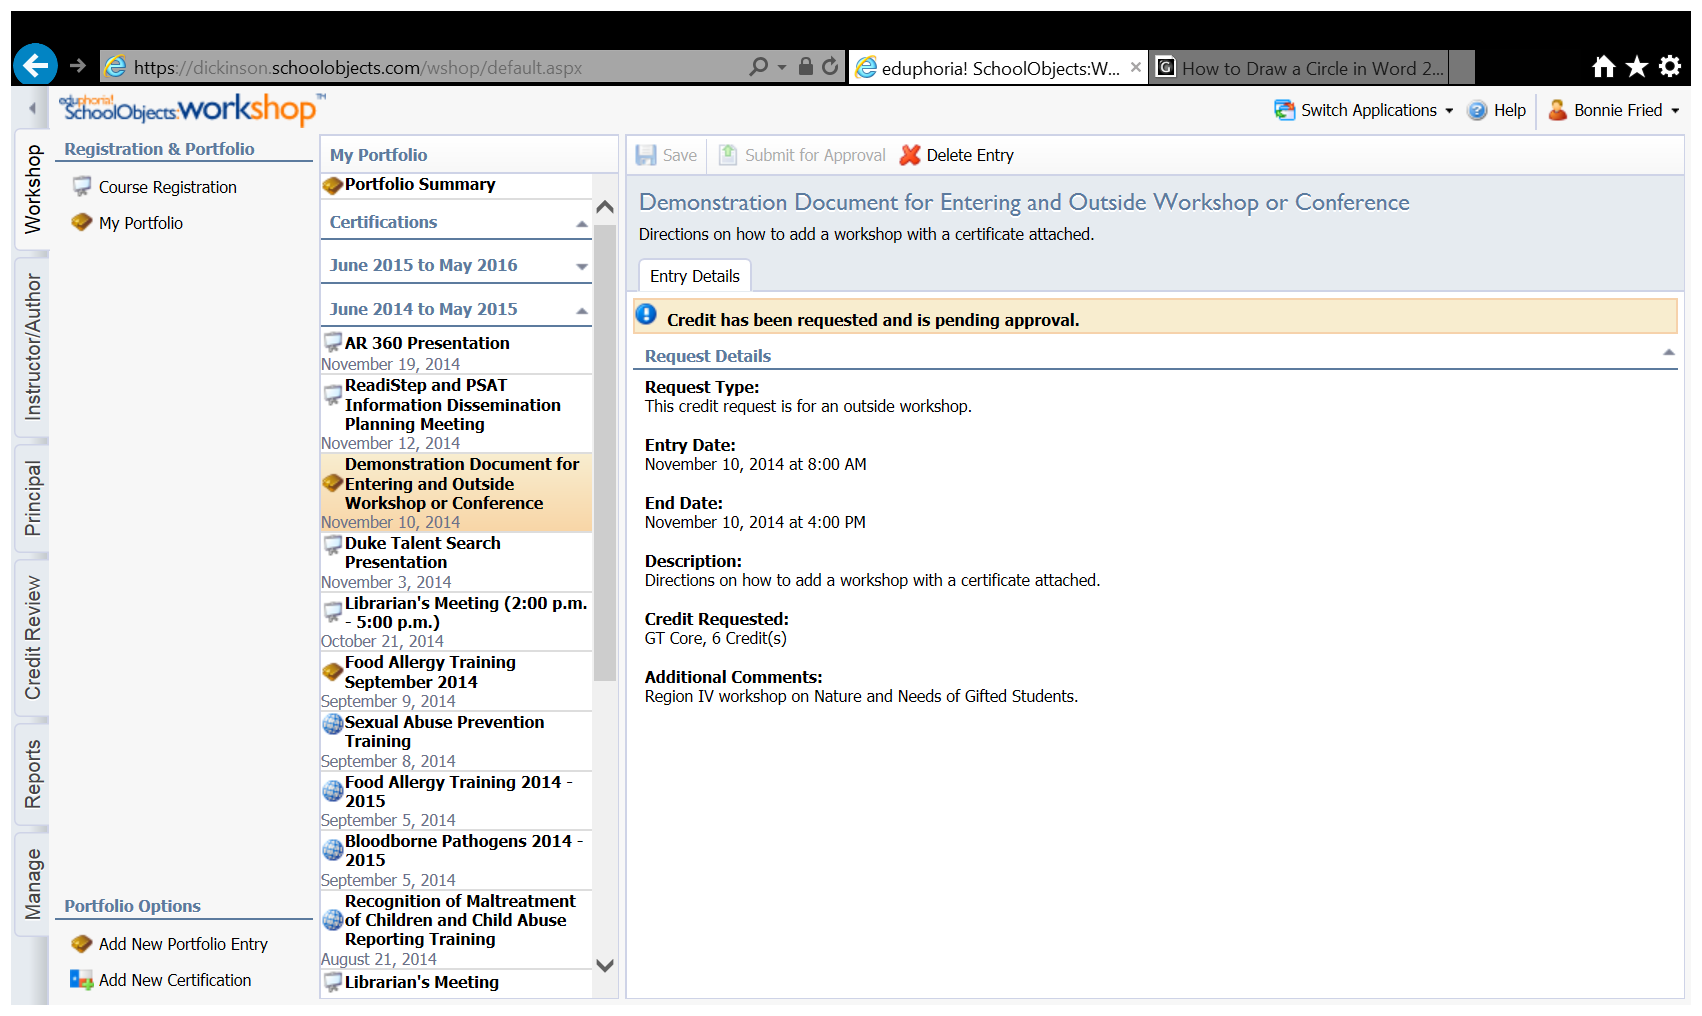 https://dickinson.schoolobjects.com/wshop/default.aspx
eduphoria! SchoolObjects:W...
How to Draw a Circle in Word 2...
eduphoria!
SchoolObjects:workshop™
Switch Applications
Help
Bonnie Fried
Workshop
Instructor/Author
Principal
Credit Review
Reports
Manage
Registration & Portfolio
Course Registration
My Portfolio
Portfolio Options
Add New Portfolio Entry
Add New Certification
My Portfolio
Portfolio Summary
Certifications
June 2015 to May 2016
June 2014 to May 2015
AR 360 Presentation
November 19, 2014
ReadiStep and PSAT
Information Dissemination
Planning Meeting
November 12, 2014
Demonstration Document for
Entering and Outside
Workshop or Conference
November 10, 2014
Duke Talent Search
Presentation
November 3, 2014
Librarian's Meeting (2:00 p.m.
- 5:00 p.m.)
October 21, 2014
Food Allergy Training
September 2014
September 9, 2014
Sexual Abuse Prevention
Training
September 8, 2014
Food Allergy Training 2014 -
2015
September 5, 2014
Bloodborne Pathogens 2014 -
2015
September 5, 2014
Recognition of Maltreatment
of Children and Child Abuse
Reporting Training
August 21, 2014
Librarian's Meeting
Save
Submit for Approval
Delete Entry
Demonstration Document for Entering and Outside Workshop or Conference
Directions on how to add a workshop with a certificate attached.
Entry Details
Credit has been requested and is pending approval.
Request Details
Request Type:
This credit request is for an outside workshop.
Entry Date:
November 10, 2014 at 8:00 AM
End Date:
November 10, 2014 at 4:00 PM
Description:
Directions on how to add a workshop with a certificate attached.
Credit Requested:
GT Core, 6 Credit(s)
Additional Comments:
Region IV workshop on Nature and Needs of Gifted Students.